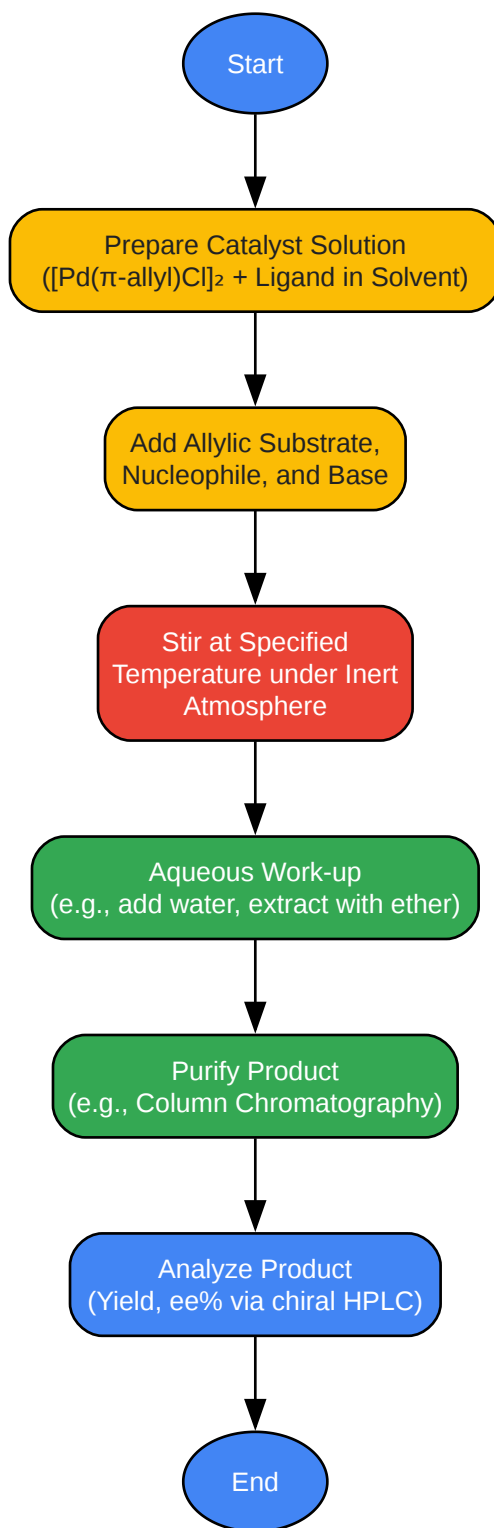 Start
Prepare Catalyst Solution
([Pd(π-allyl)Cl]₂ + Ligand in Solvent)
Add Allylic Substrate,
Nucleophile, and Base
Stir at Specified
Temperature under Inert
Atmosphere
Aqueous Work-up
(e.g., add water, extract with ether)
Purify Product
(e.g., Column Chromatography)
Analyze Product
(Yield, ee% via chiral HPLC)
End